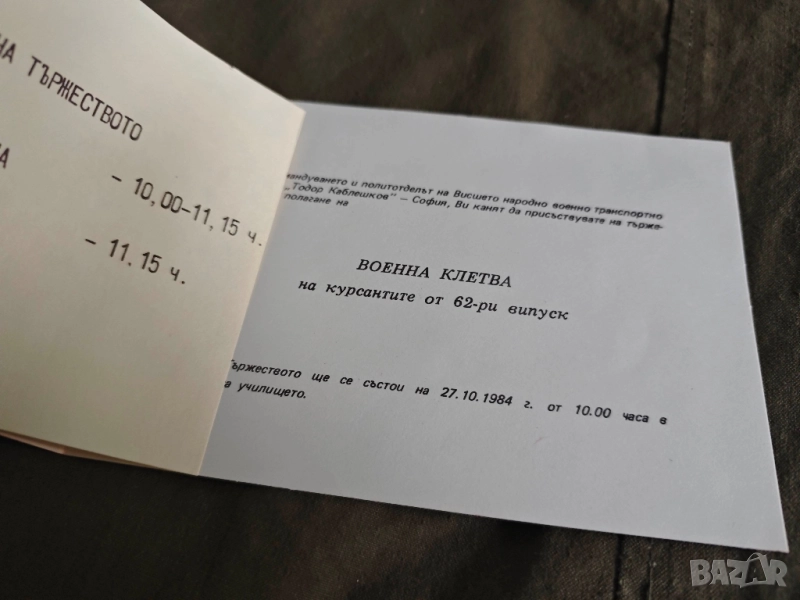 НА ТЪРЖЕСТВОТО
– 10,00–11,15 ч.
– 11.15 ч.
и политотделът на Висшето народно военно транспортно
„Тодор Каблешков" – София, Ви канят да присъствувате на търже-
полагане на
ВОЕННА КЛЕТВА
на курсантите от 62-ри випуск
Тържеството ще се състои на 27.10.1984 г. от 10.00 часа в
а училището.
BAZAR